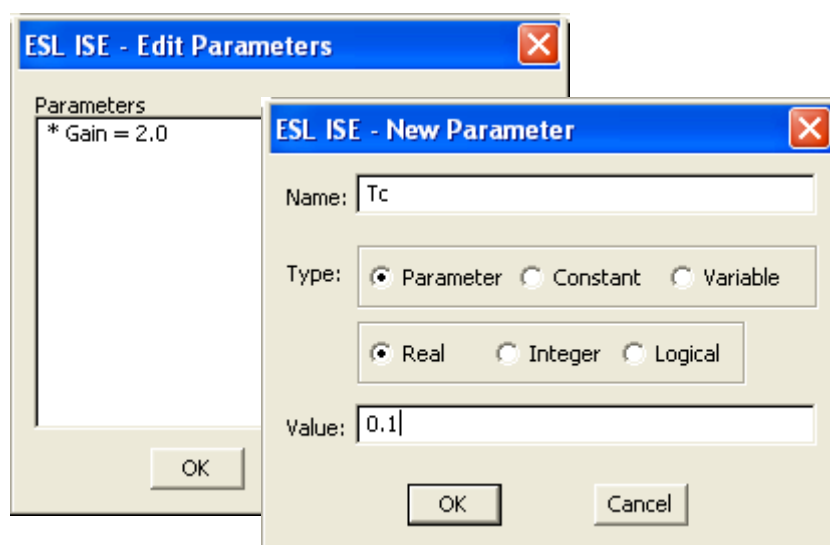 ESL ISE - Edit Parameters
Parameters
* Gain = 2.0
OK
ESL ISE - New Parameter
Name: Tc
Type: Parameter Constant Variable
Real Integer Logical
Value: 0.1
OK Cancel